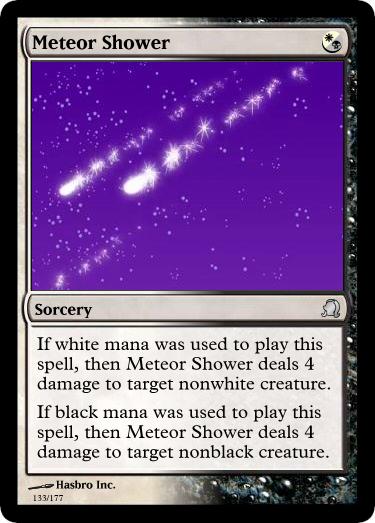 Meteor Shower
Sorcery
If white mana was used to play this
spell, then Meteor Shower deals 4
damage to target nonwhite creature.
If black mana was used to play this
spell, then Meteor Shower deals 4
damage to target nonblack creature.
Hasbro Inc.
133/177